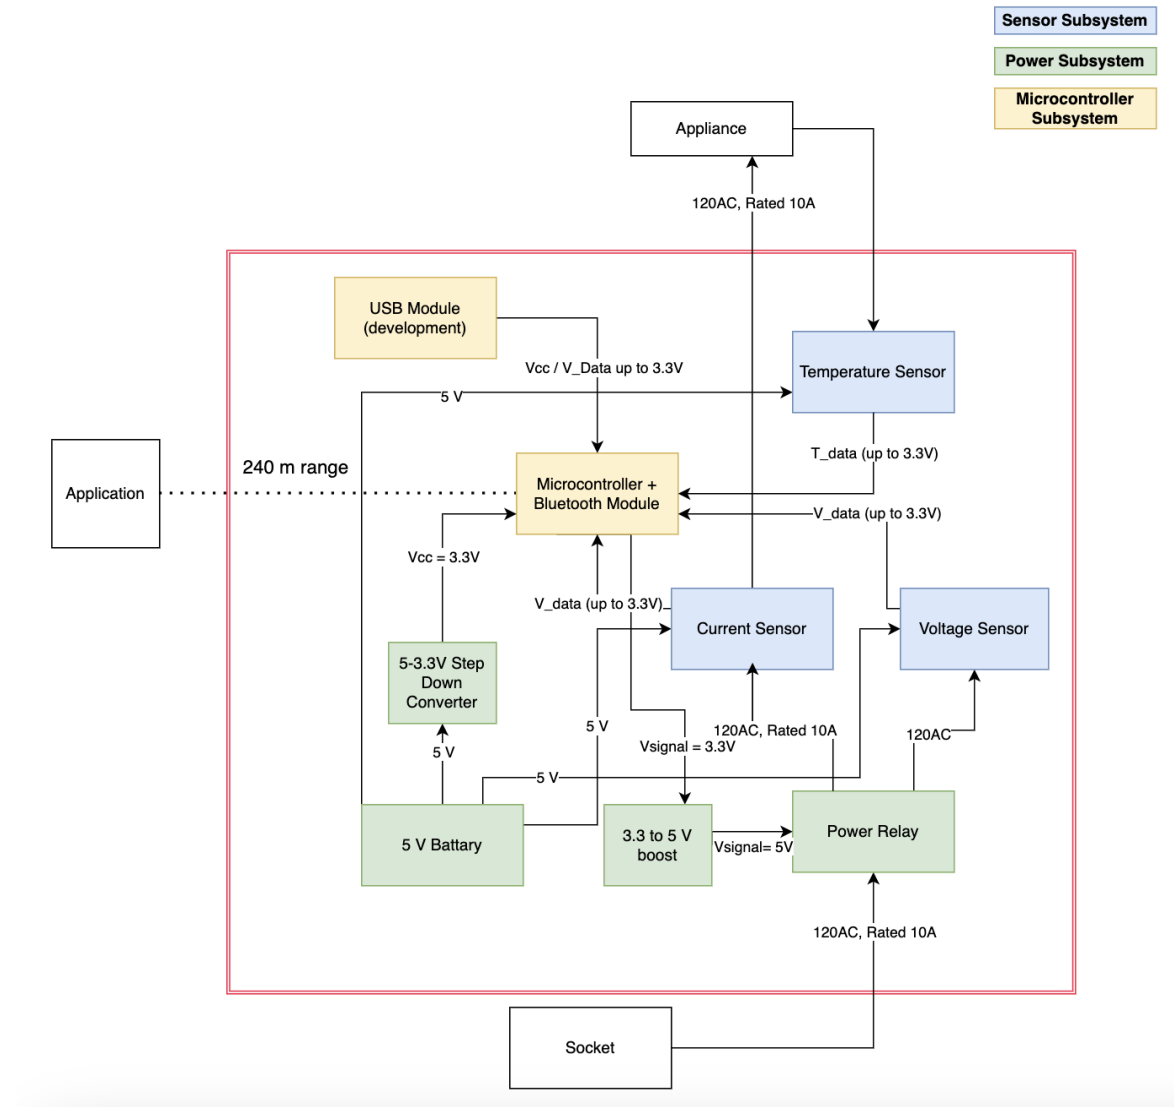 Sensor Subsystem
Power Subsystem
Microcontroller
Subsystem
Appliance
120AC, Rated 10A
USB Module
(development)
Vcc / V_Data up to 3.3V
Temperature Sensor
5 V
T_data (up to 3.3V)
240 m range
Application
Microcontroller +
Bluetooth Module
V_data (up to 3.3V)
Vcc = 3.3V
V_data (up to 3.3V)
Current Sensor
Voltage Sensor
5-3.3V Step
Down
Converter
5 V
120AC, Rated 10A
120AC
Vsignal = 3.3V
5 V
5 V
5 V Battary
3.3 to 5 V
boost
Vsignal= 5V
Power Relay
120AC, Rated 10A
Socket